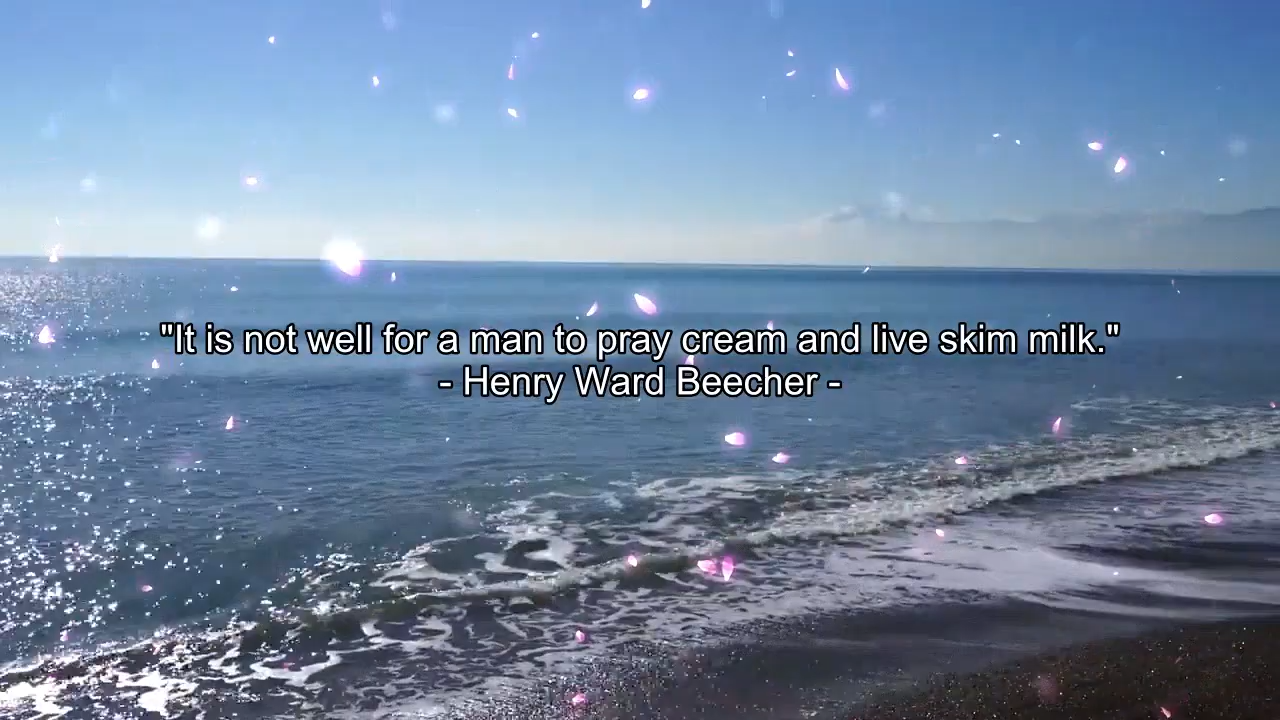 "It is not well for a man to pray cream and live skim milk."
- Henry Ward Beecher -